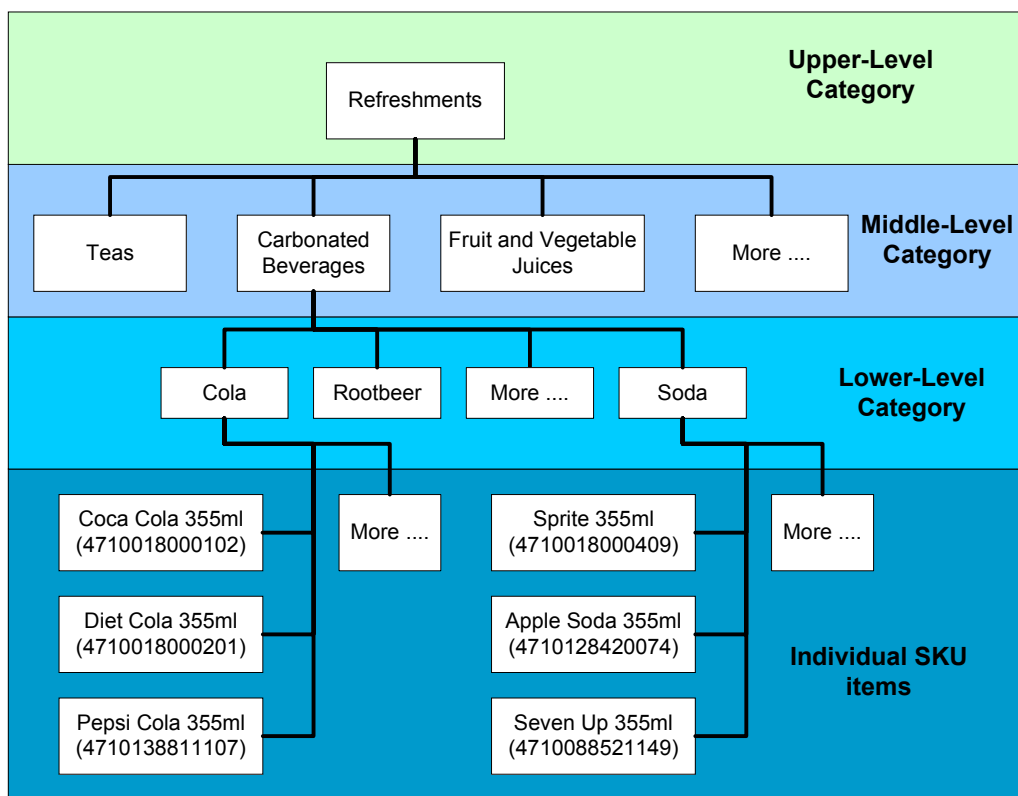 Upper-Level
Category
Refreshments
Teas
Carbonated
Beverages
Fruit and Vegetable
Juices
More ....
Middle-Level
Category
Cola
Rootbeer
More ....
Soda
Lower-Level
Category
Coca Cola 355ml
(4710018000102)
More ....
Sprite 355ml
(4710018000409)
More ....
Diet Cola 355ml
(4710018000201)
Apple Soda 355ml
(4710128420074)
Individual SKU
items
Pepsi Cola 355ml
(4710138811107)
Seven Up 355ml
(4710088521149)